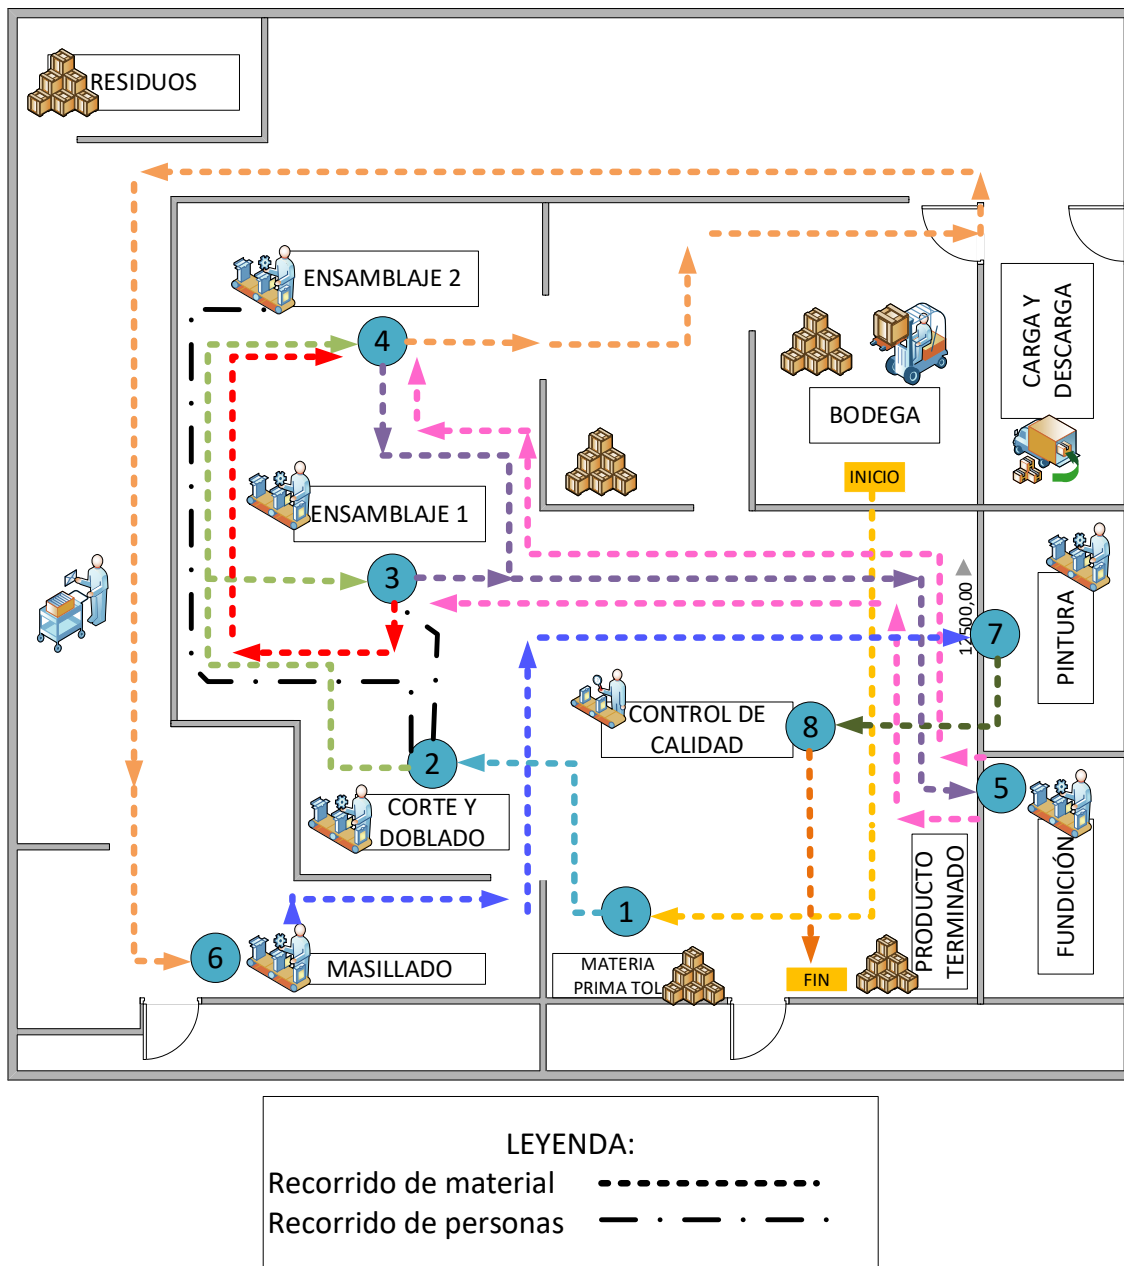 RESIDUOS
ENSAMBLAJE 2
4
CARGA Y
DESCARGA
BODEGA
INICIO
ENSAMBLAJE 1
3
12500,00
7
PINTURA
CONTROL DE
CALIDAD
8
2
5
CORTE Y
DOBLADO
FUNDICIÓN
PRODUCTO
TERMINADO
1
6
MASILLADO
MATERIA
PRIMA TOL
FIN
LEYENDA:
Recorrido de material
Recorrido de personas